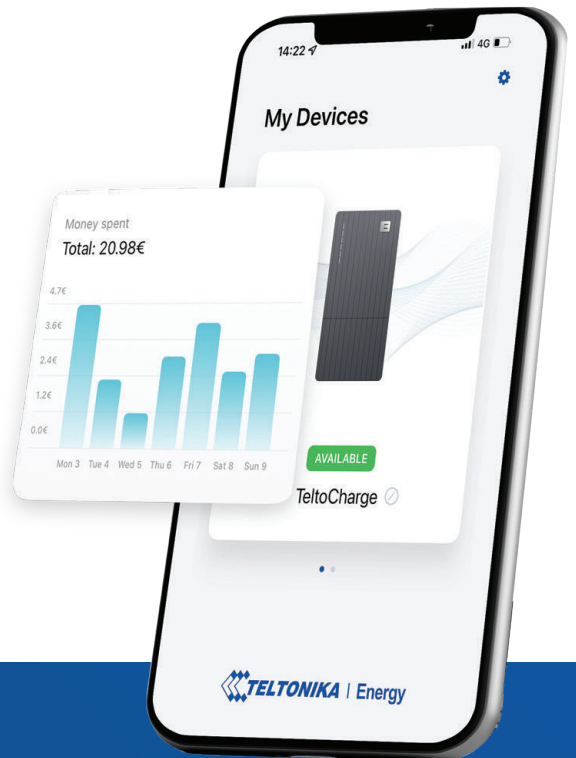 14:22
4G
My Devices
Money spent
Total: 20.98€
4.7€
3.6€
2.4€
1.2€
0.0€
Mon 3 Tue 4 Wed 5 Thu 6 Fri 7 Sat 8 Sun 9
AVAILABLE
TeltoCharge
TELTONIKA | Energy